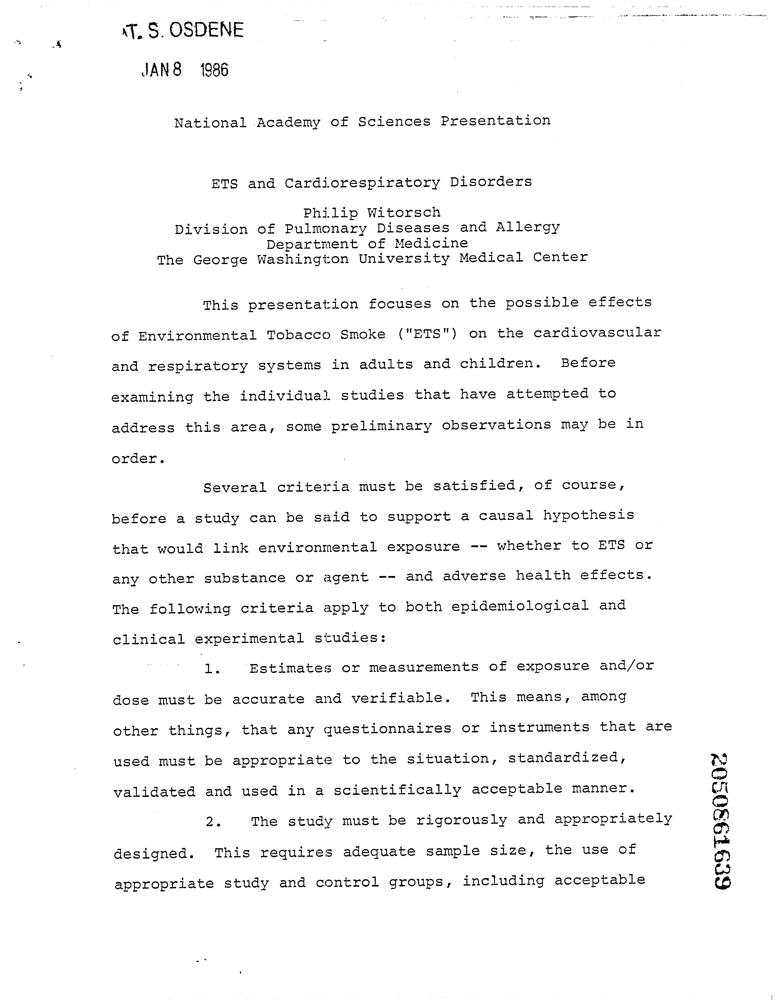 T. S. OSDENE
JAN 8 1986
National Academy of Sciences Presentation
ETS and Cardiorespiratory Disorders
Philip Witorsch
Division of Pulmonary Diseases and Allergy
Department of Medicine
The George Washington University Medical Center
This presentation focuses on the possible effects
of Environmental Tobacco Smoke ("ETS") on the cardiovascular
and respiratory systems in adults and children. Before
examining the individual studies that have attempted to
address this area, some preliminary observations may be in
order.
Several criteria must be satisfied, of course,
before a study can be said to support a causal hypothesis
that would link environmental exposure -- whether to ETS or
any other substance or agent -- and adverse health effects.
The following criteria apply to both epidemiological and
clinical experimental studies:
1. Estimates or measurements of exposure and/or
dose must be accurate and verifiable. This means, among
other things, that any questionnaires or instruments that are
used must be appropriate to the situation, standardized,
validated and used in a scientifically acceptable manner.
2. The study must be rigorously and appropriately
designed. This requires adequate sample size, the use of
appropriate study and control groups, including acceptable
2050861639